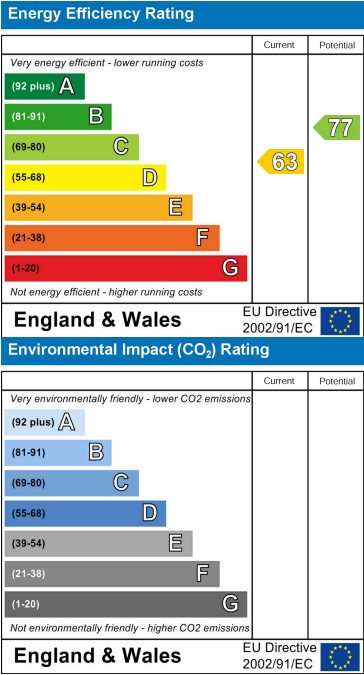 Energy Efficiency Rating
Current Potential
Very energy efficient - lower running costs
(92 plus) A
(81-91) B
(69-80) C
(55-68) D
(39-54) E
(21-38) F
(1-20) G
63
77
Not energy efficient - higher running costs
England & Wales
EU Directive
2002/91/EC
Environmental Impact (CO₂) Rating
Current Potential
Very environmentally friendly - lower CO2 emissions
(92 plus) A
(81-91) B
(69-80) C
(55-68) D
(39-54) E
(21-38) F
(1-20) G
Not environmentally friendly - higher CO2 emissions
England & Wales
EU Directive
2002/91/EC